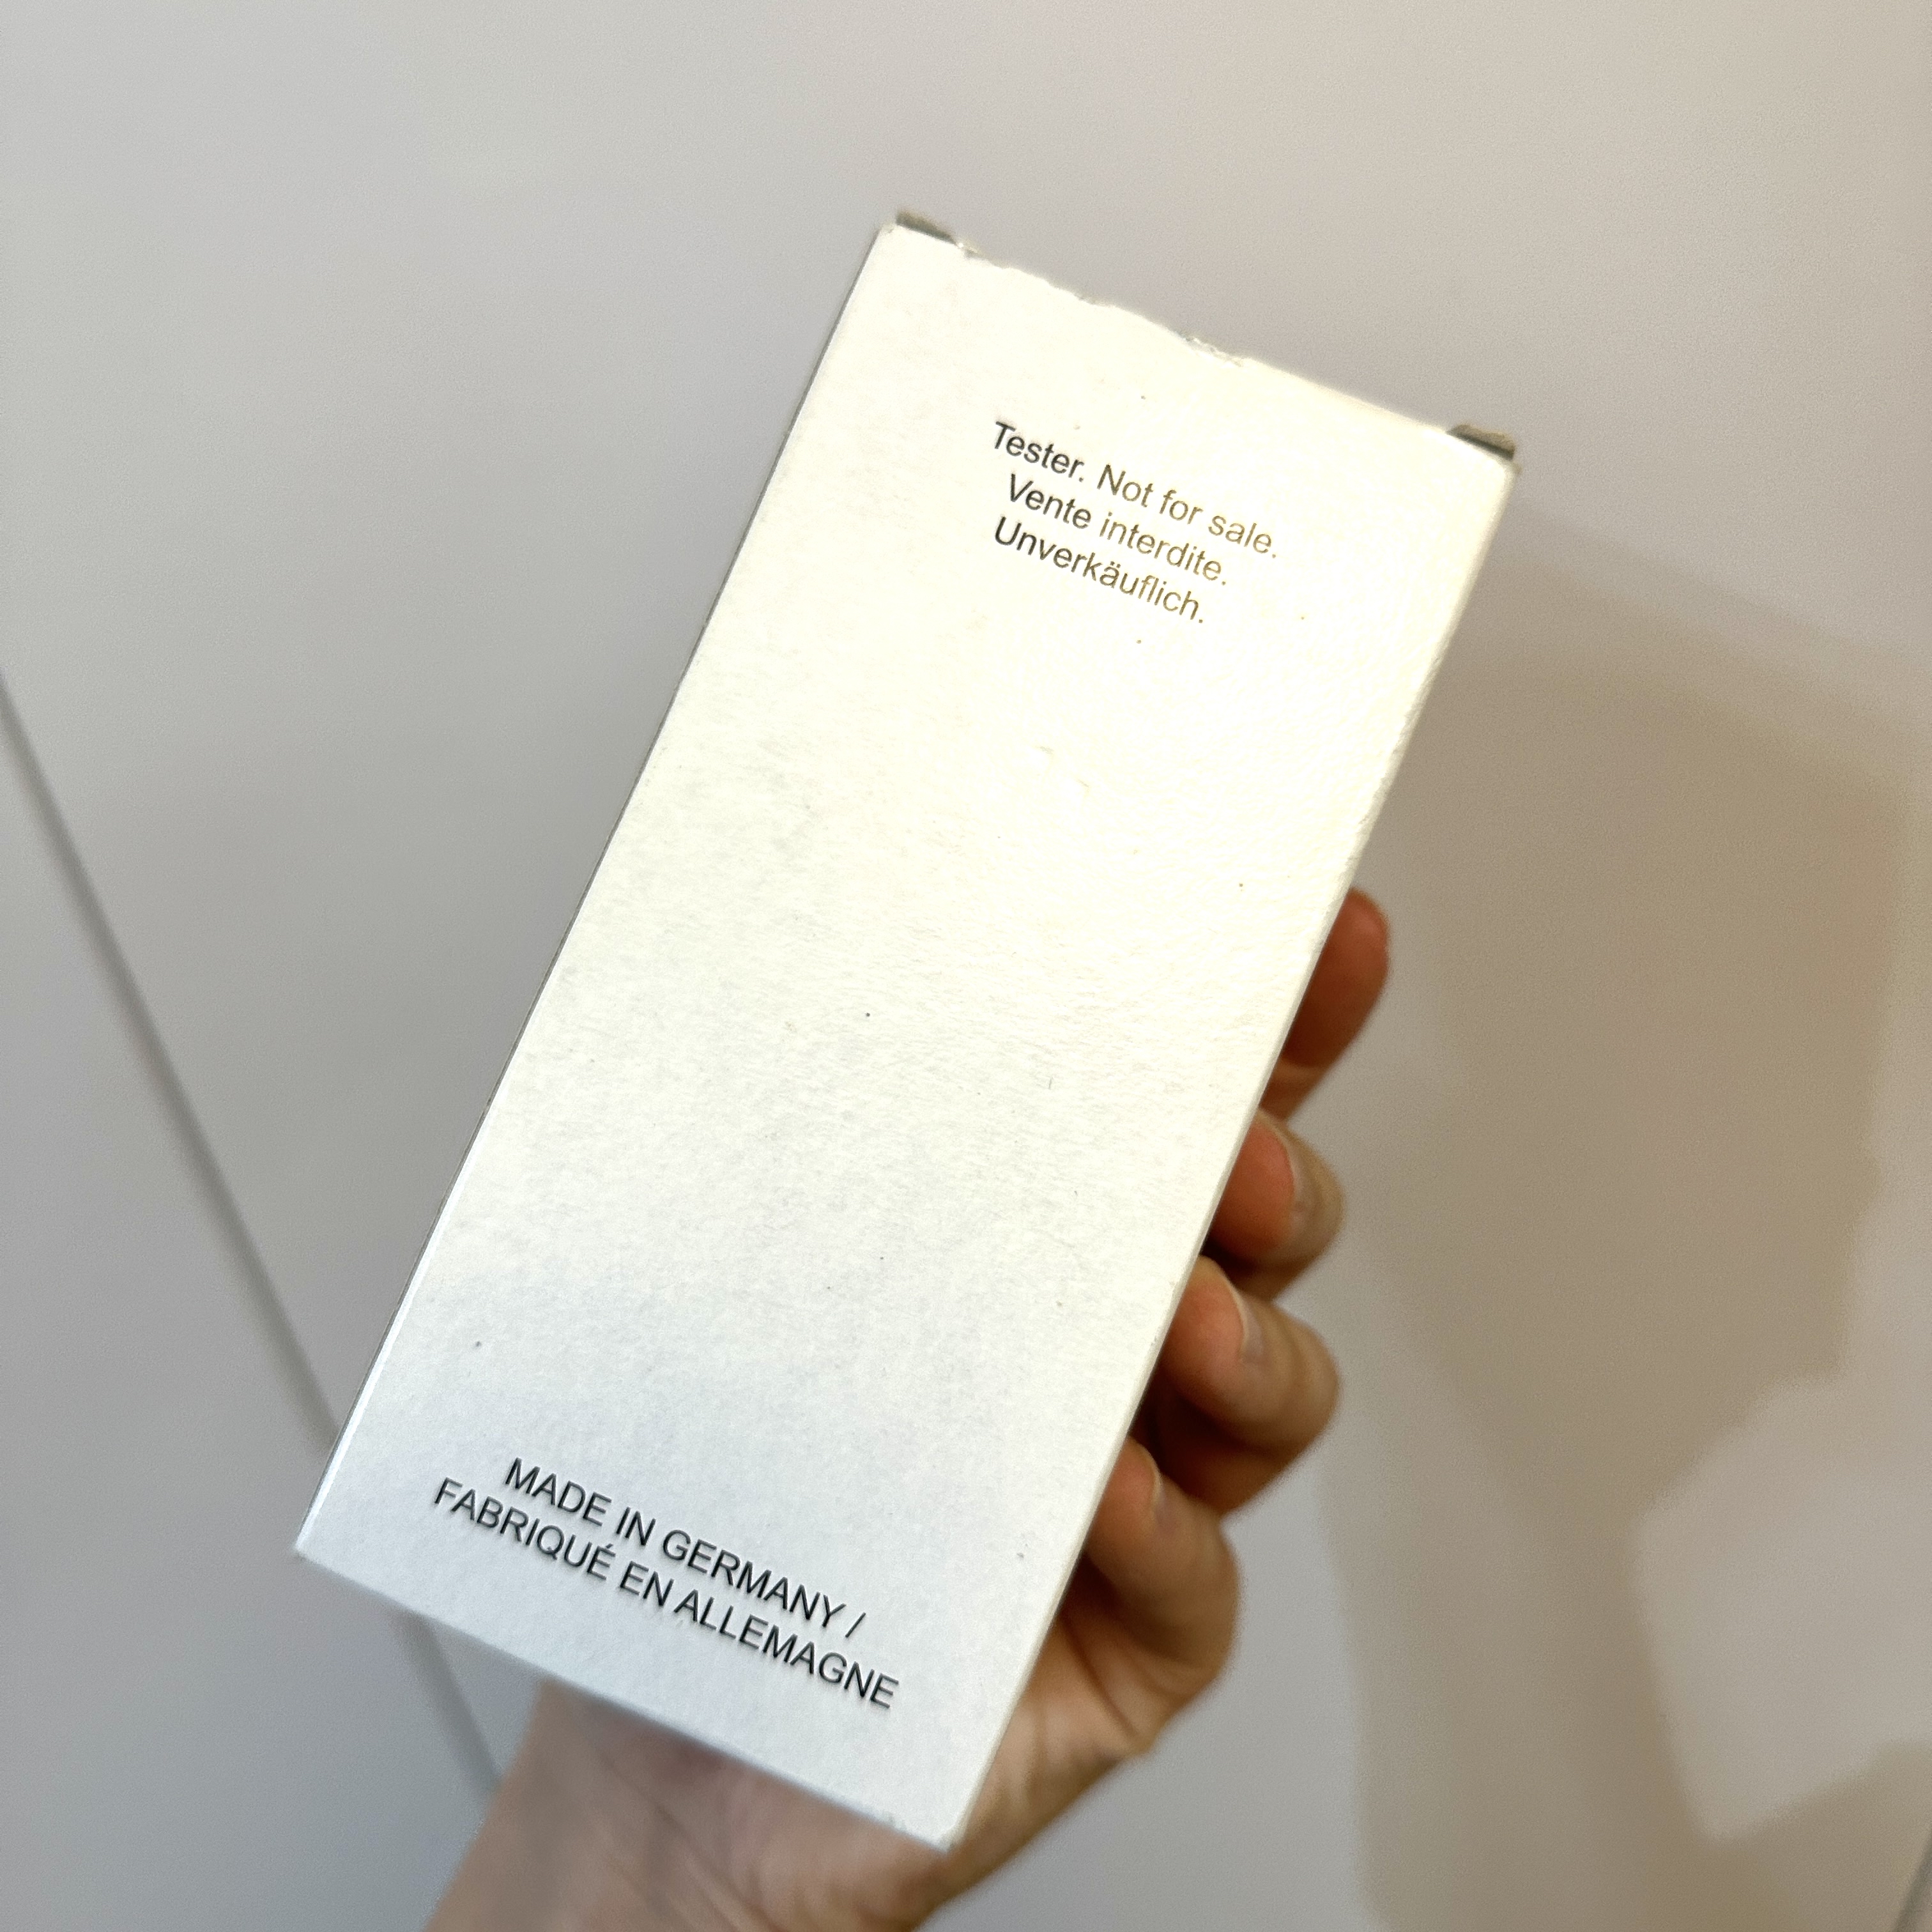 Tester. Not for sale.
Vente interdite.
Unverkäuflich.
MADE IN GERMANY /
FABRIQUÉ EN ALLEMAGNE